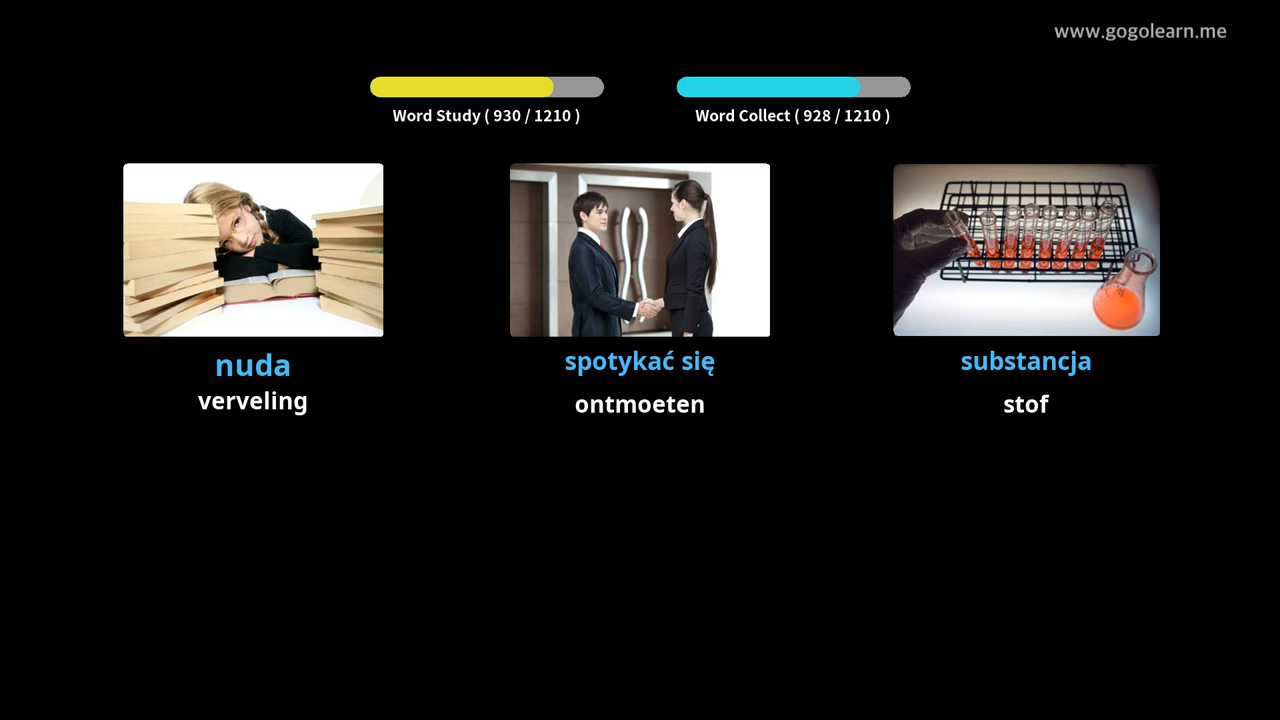 www.gogolearn.me
Word Study ( 930 / 1210 )
Word Collect ( 928 / 1210 )
nuda
verveling
spotykać się
ontmoeten
substancja
stof